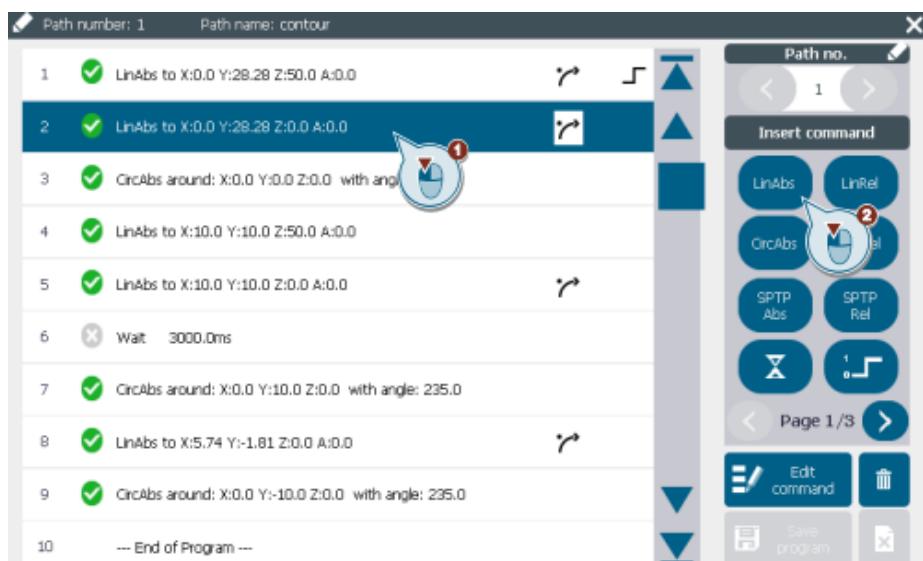 Path number: 1 Path name: contour
1 LinAbs to X:0.0 Y:28.28 Z:50.0 A:0.0
2 LinAbs to X:0.0 Y:28.28 Z:0.0 A:0.0
1
3 CircAbs around: X:0.0 Y:0.0 Z:0.0 with
4 LinAbs to X:10.0 Y:10.0 Z:50.0 A:0.0
5 LinAbs to X:10.0 Y:10.0 Z:0.0 A:0.0
6 Wait 3000.0ms
7 CircAbs around: X:0.0 Y:10.0 Z:0.0 with angle: 235.0
8 LinAbs to X:5.74 Y:-1.81 Z:0.0 A:0.0
9 CircAbs around: X:0.0 Y:-10.0 Z:0.0 with angle: 235.0
10 --- End of Program ---
Path no.
1
Insert command
LinAbs LinRel
2
CircAbs
SPTP Abs
SPTP Rel
1
0
Page 1/3
Edit command
Save program